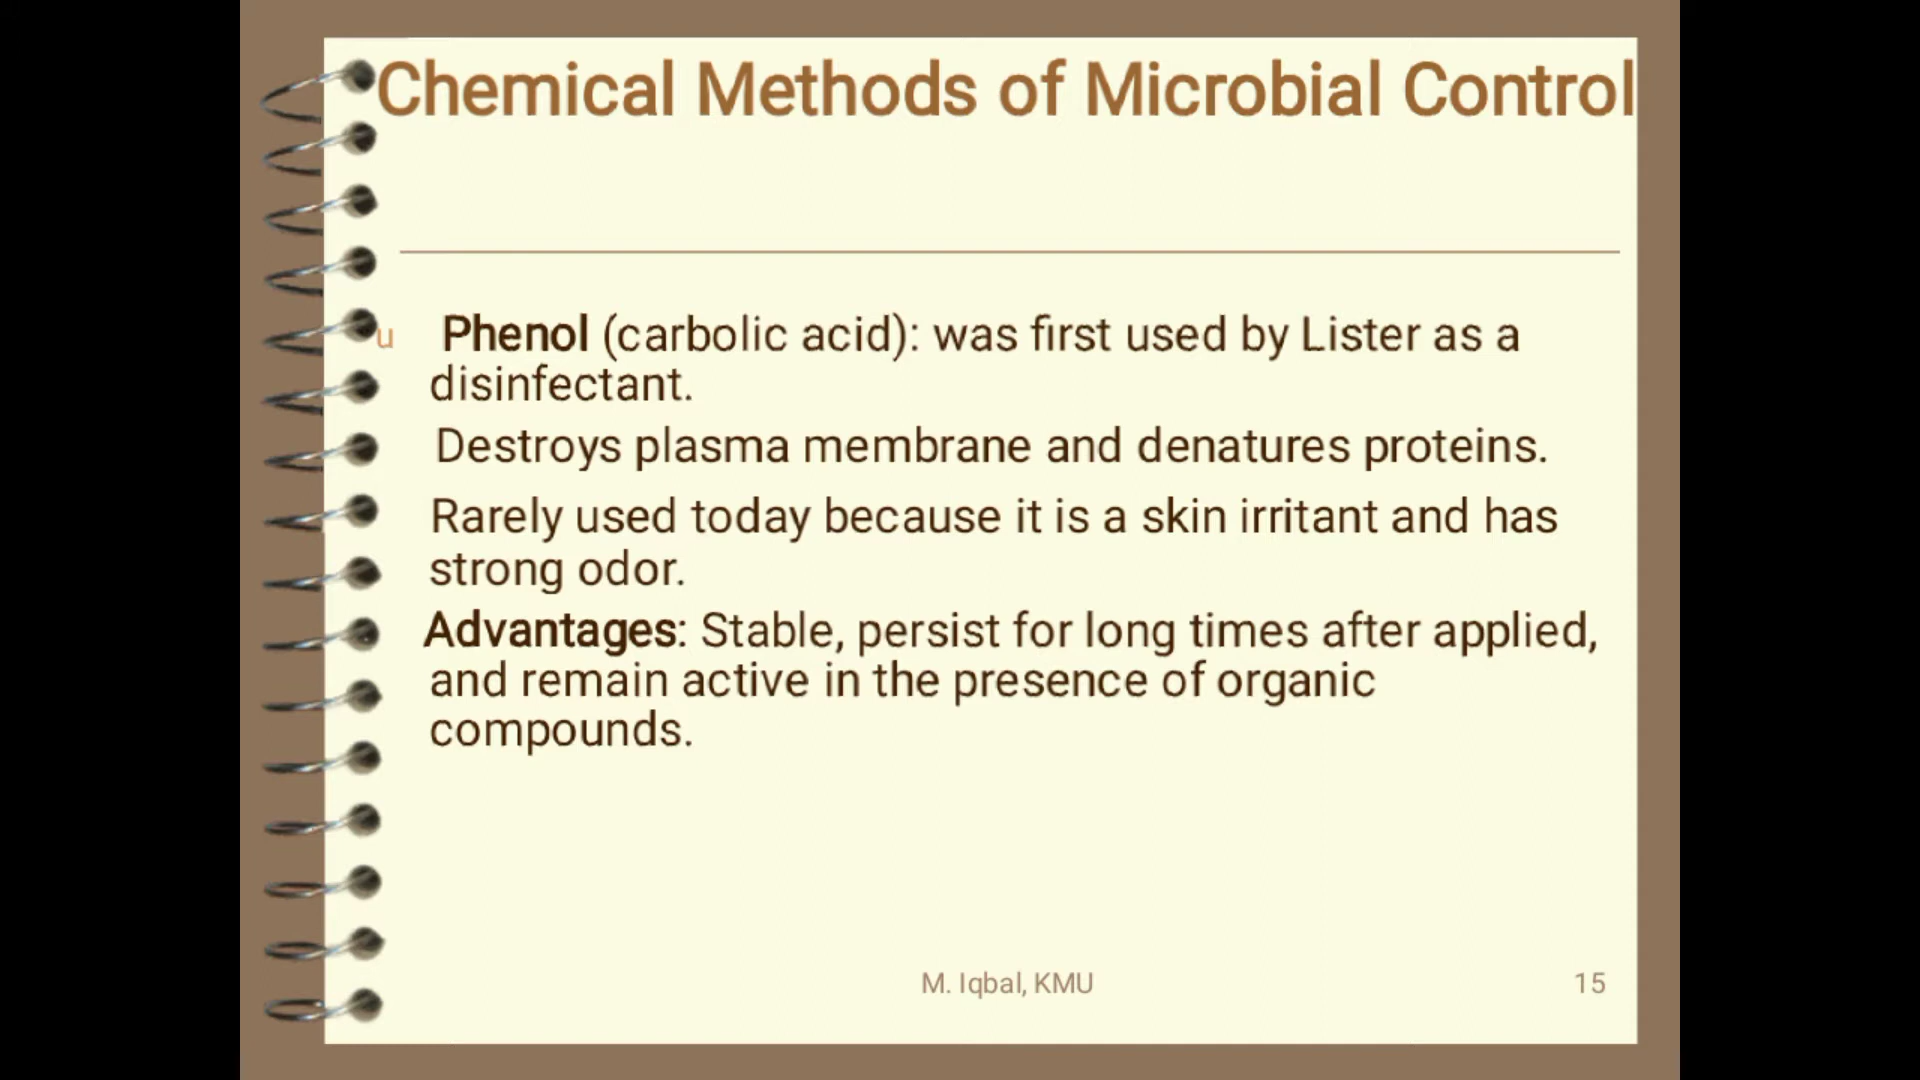 Chemical Methods of Microbial Control
u Phenol (carbolic acid): was first used by Lister as a
disinfectant.
Destroys plasma membrane and denatures proteins.
Rarely used today because it is a skin irritant and has
strong odor.
Advantages: Stable, persist for long times after applied,
and remain active in the presence of organic
compounds.
M. Iqbal, KMU
15